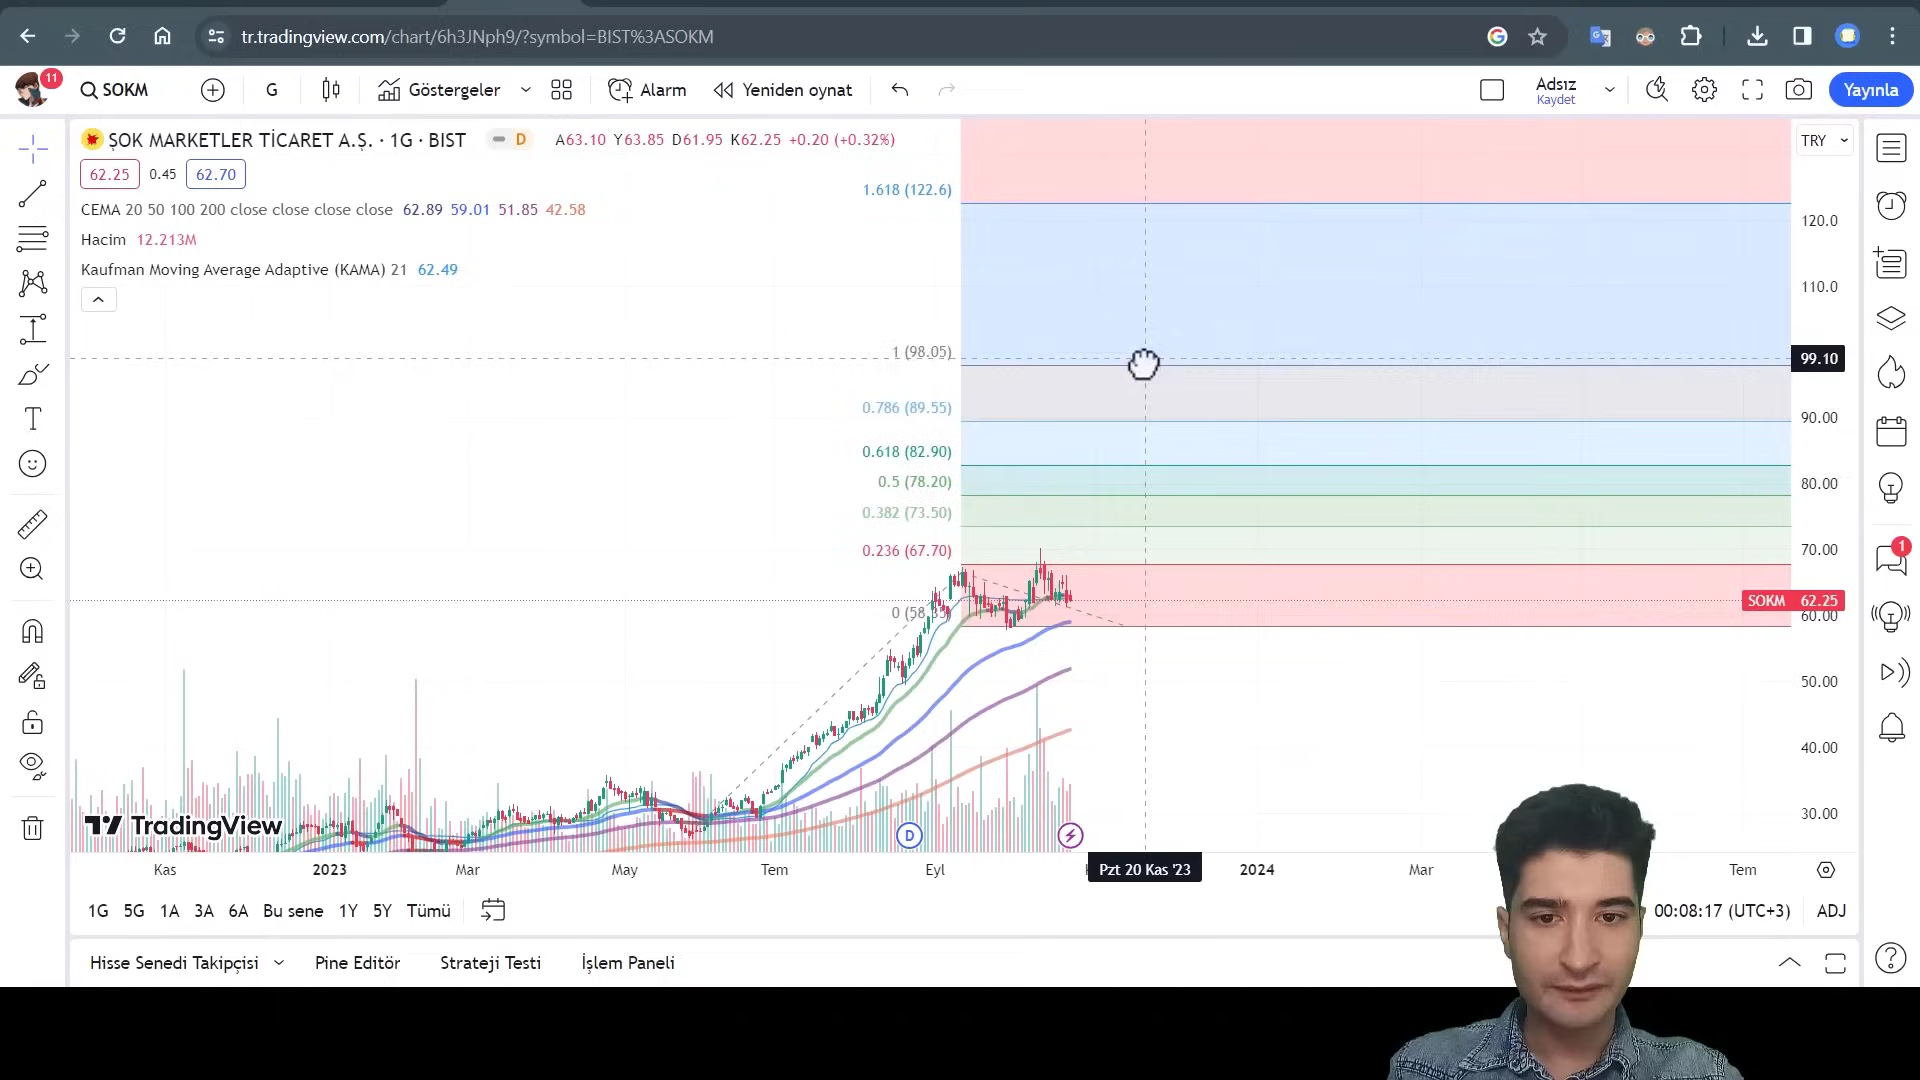 tr.tradingview.com/chart/6h3JNph9/?symbol=BIST%3ASOKM
11
SOKM
G
Göstergeler
Alarm
Yeniden oynat
Adsız
Kaydet
Yayınla
ŞOK MARKETLER TİCARET A.Ş. · 1G · BIST
D
A63.10 Y63.85 D61.95 K62.25 +0.20 (+0.32%)
TRY
62.25 0.45 62.70
CEMA 20 50 100 200 close close close close 62.89 59.01 51.85 42.58
Hacim 12.213M
Kaufman Moving Average Adaptive (KAMA) 21 62.49
1.618 (122.6)
1 (98.05)
0.786 (89.55)
0.618 (82.90)
0.5 (78.20)
0.382 (73.50)
0.236 (67.70)
0 (58.35)
120.0
110.0
99.10
90.00
80.00
70.00
SOKM 62.25
60.00
50.00
40.00
30.00
1
TradingView
D
Kas
2023
Mar
May
Tem
Eyl
Pzt 20 Kas '23
2024
Mar
Tem
1G 5G 1A 3A 6A Bu sene 1Y 5Y Tümü
00:08:17 (UTC+3)
ADJ
Hisse Senedi Takipçisi
Pine Editör
Strateji Testi
İşlem Paneli